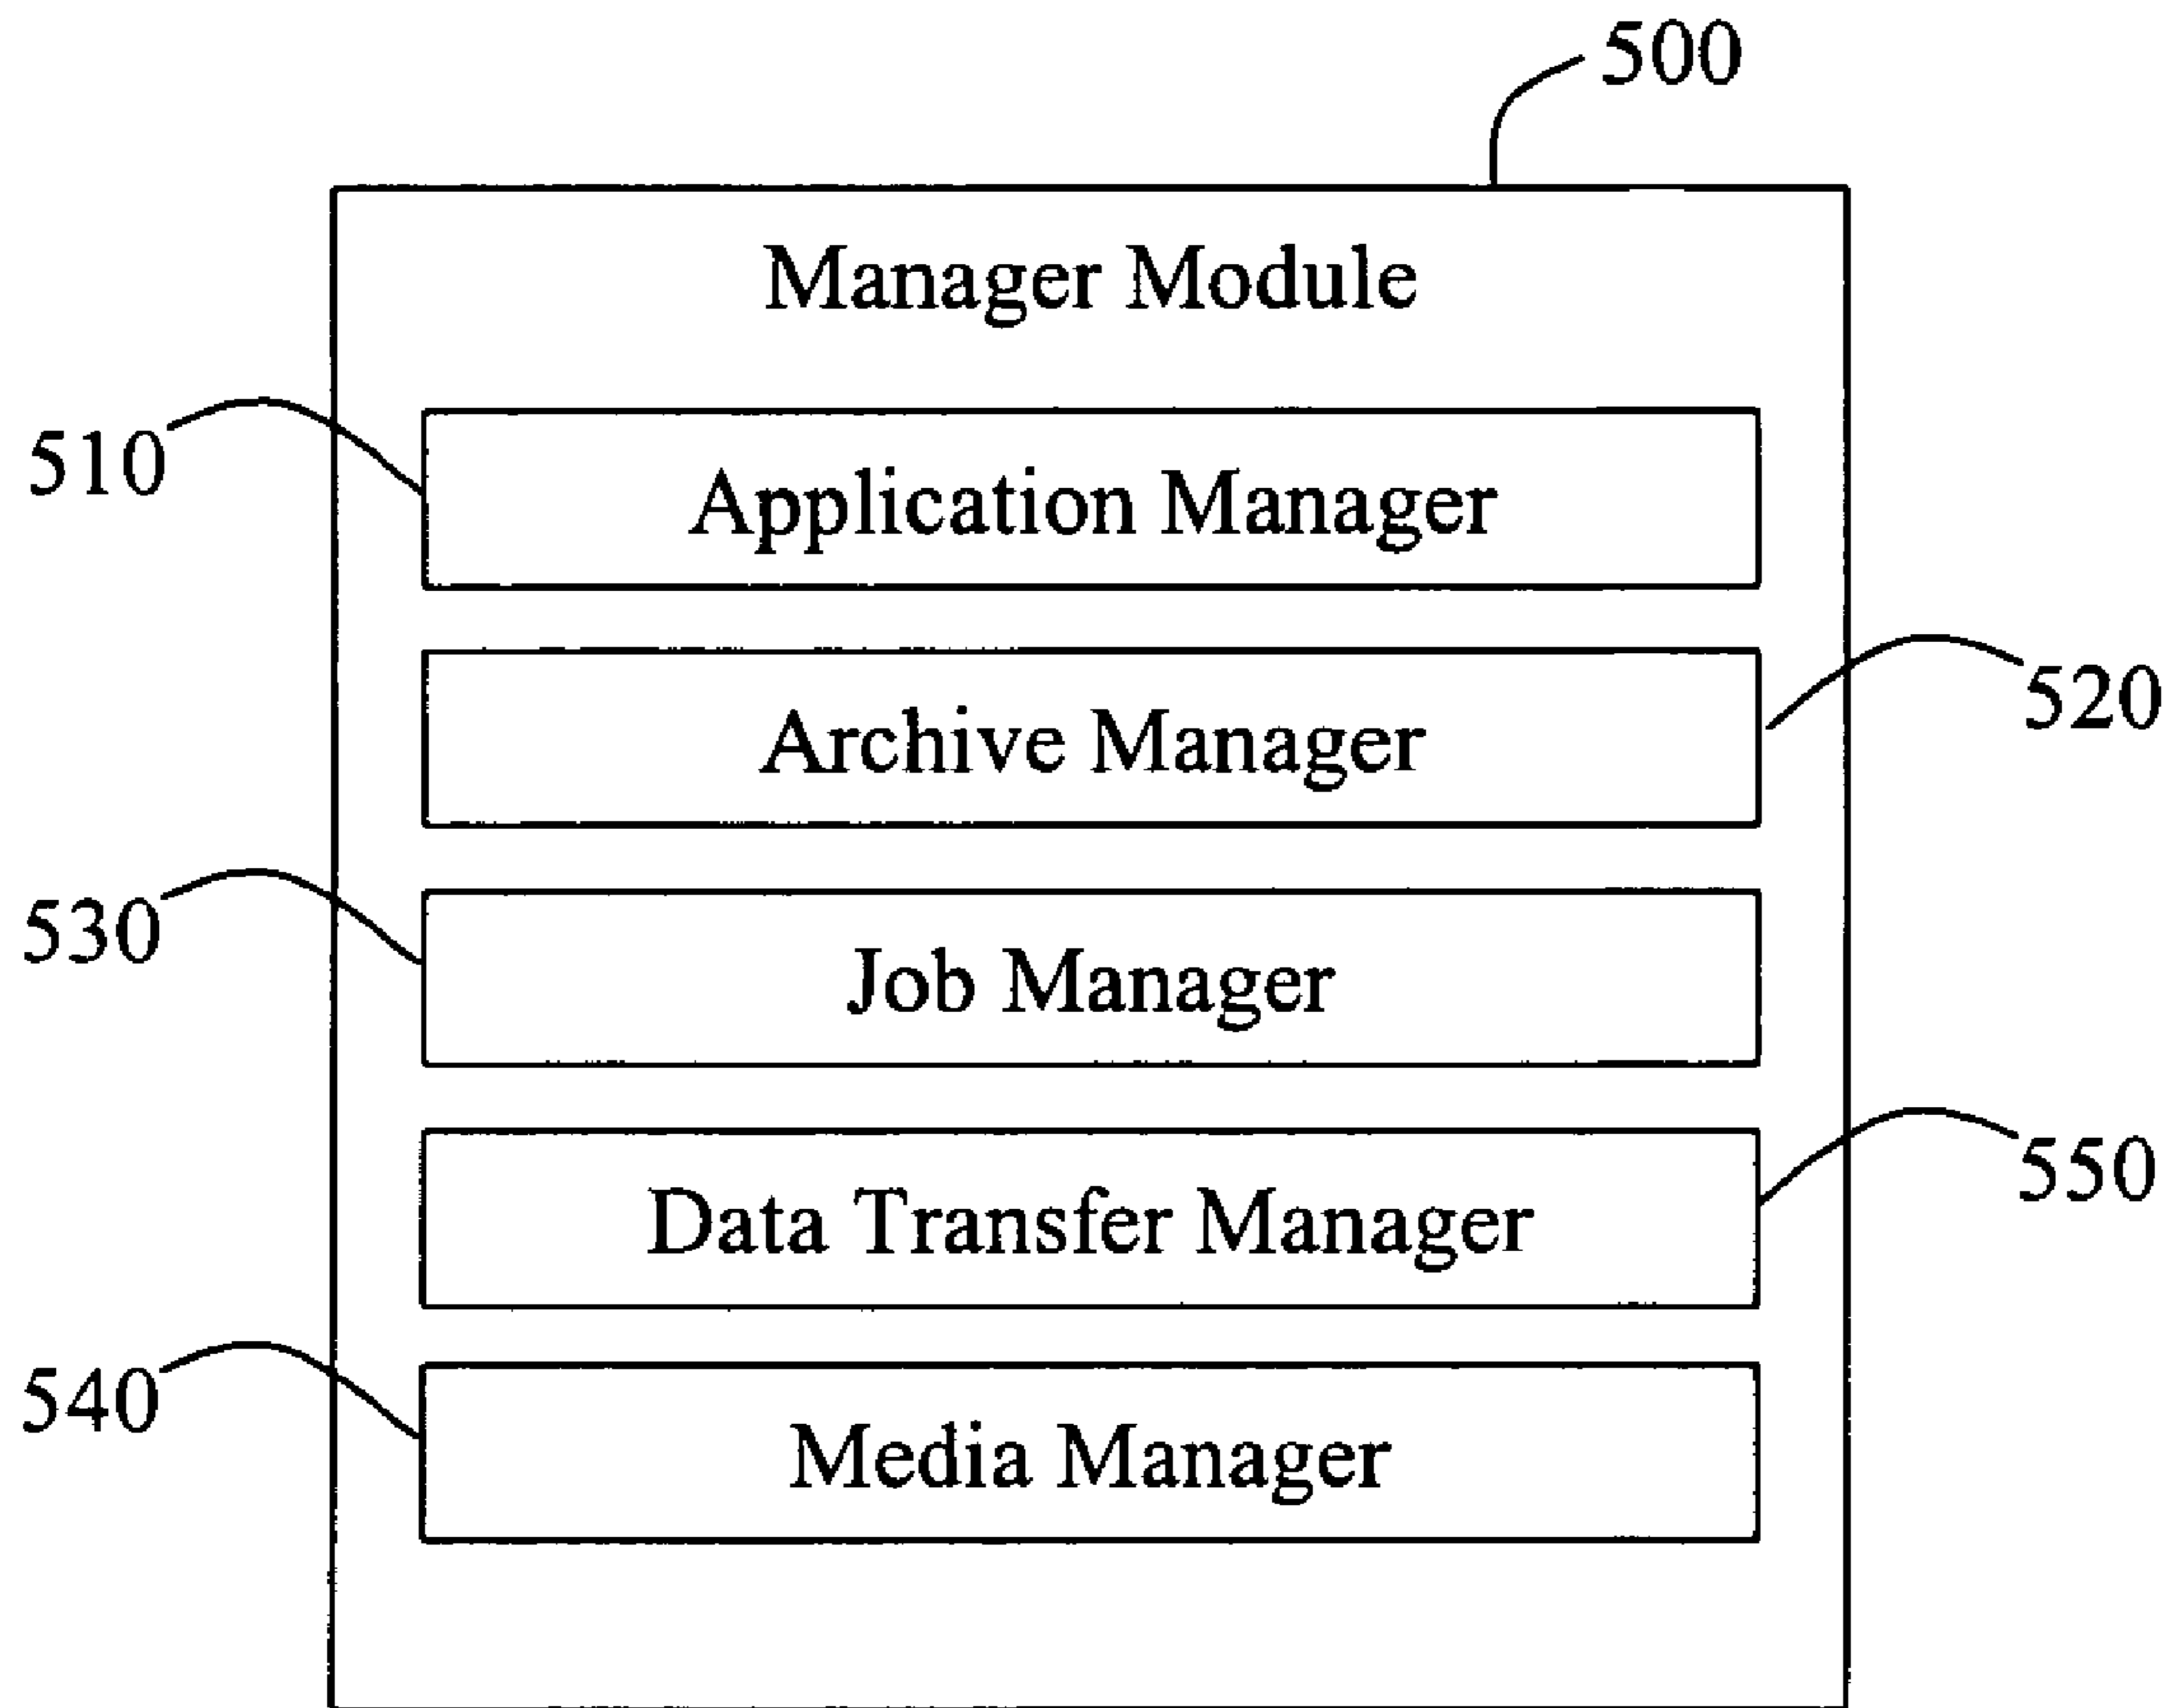 500
Manager Module
510
Application Manager
520
Archive Manager
530
Job Manager
550
Data Transfer Manager
540
Media Manager